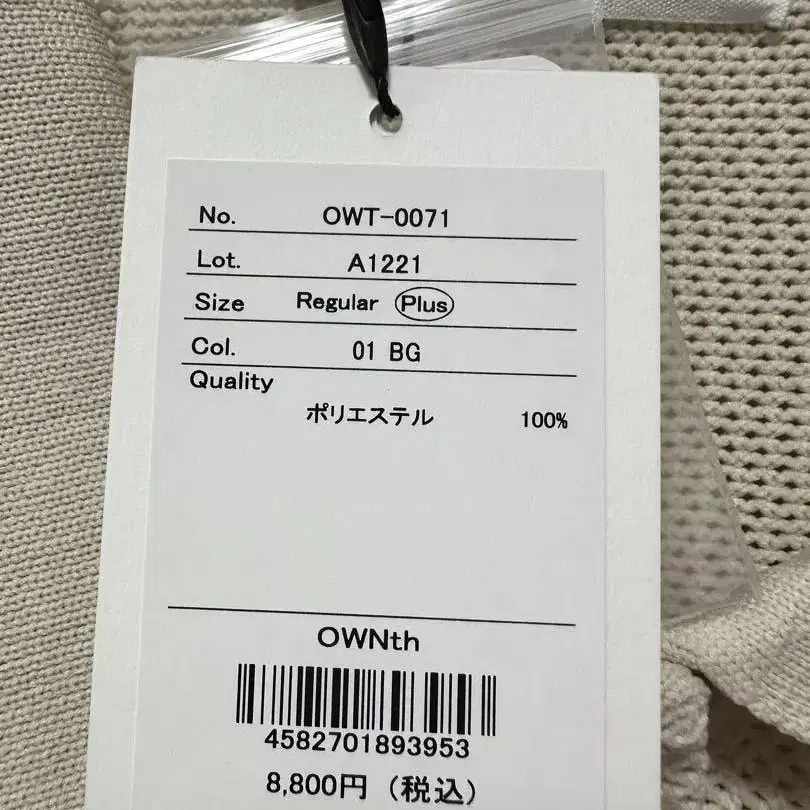 No. OWT-0071
Lot. A1221
Size Regular Plus
Col. 01 BG
Quality
ポリエステル 100%
OWNth
4582701893953
8,800円 (税込)